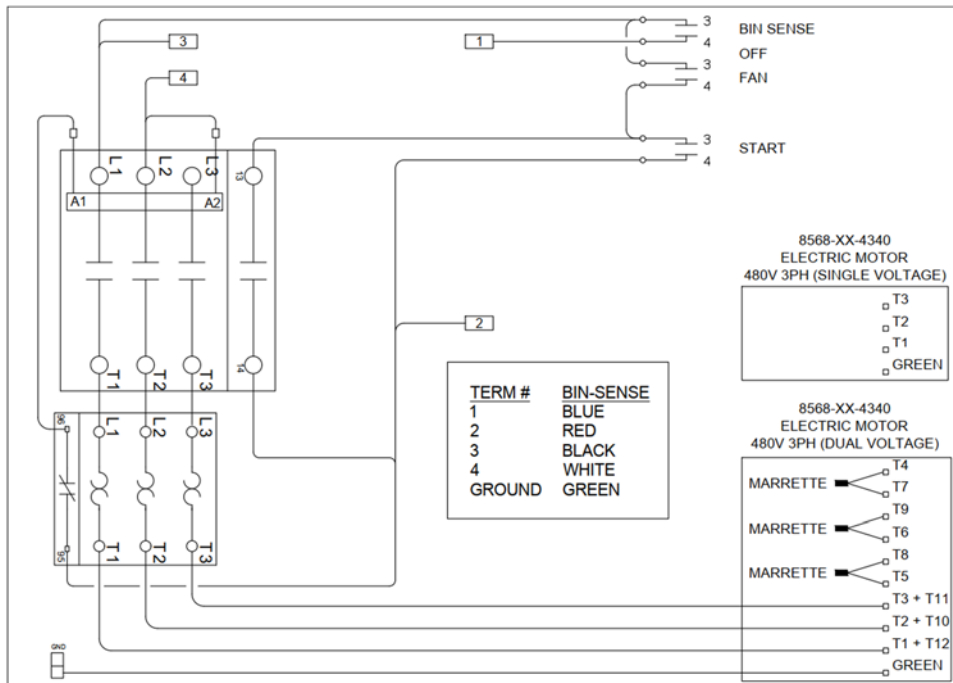 3
BIN SENSE
3
1
4
OFF
3
4
FAN
4
3
START
4
L1
L2
L3
13
A1
A2
8568-XX-4340
ELECTRIC MOTOR
480V 3PH (SINGLE VOLTAGE)
T3
T2
T1
GREEN
2
T1
T2
T3
14
TERM # BIN-SENSE
1 BLUE
2 RED
3 BLACK
4 WHITE
GROUND GREEN
96
L1
L2
L3
95
T1
T2
T3
8568-XX-4340
ELECTRIC MOTOR
480V 3PH (DUAL VOLTAGE)
T4
MARRETTE
T7
T9
MARRETTE
T6
T8
MARRETTE
T5
T3 + T11
T2 + T10
T1 + T12
GREEN